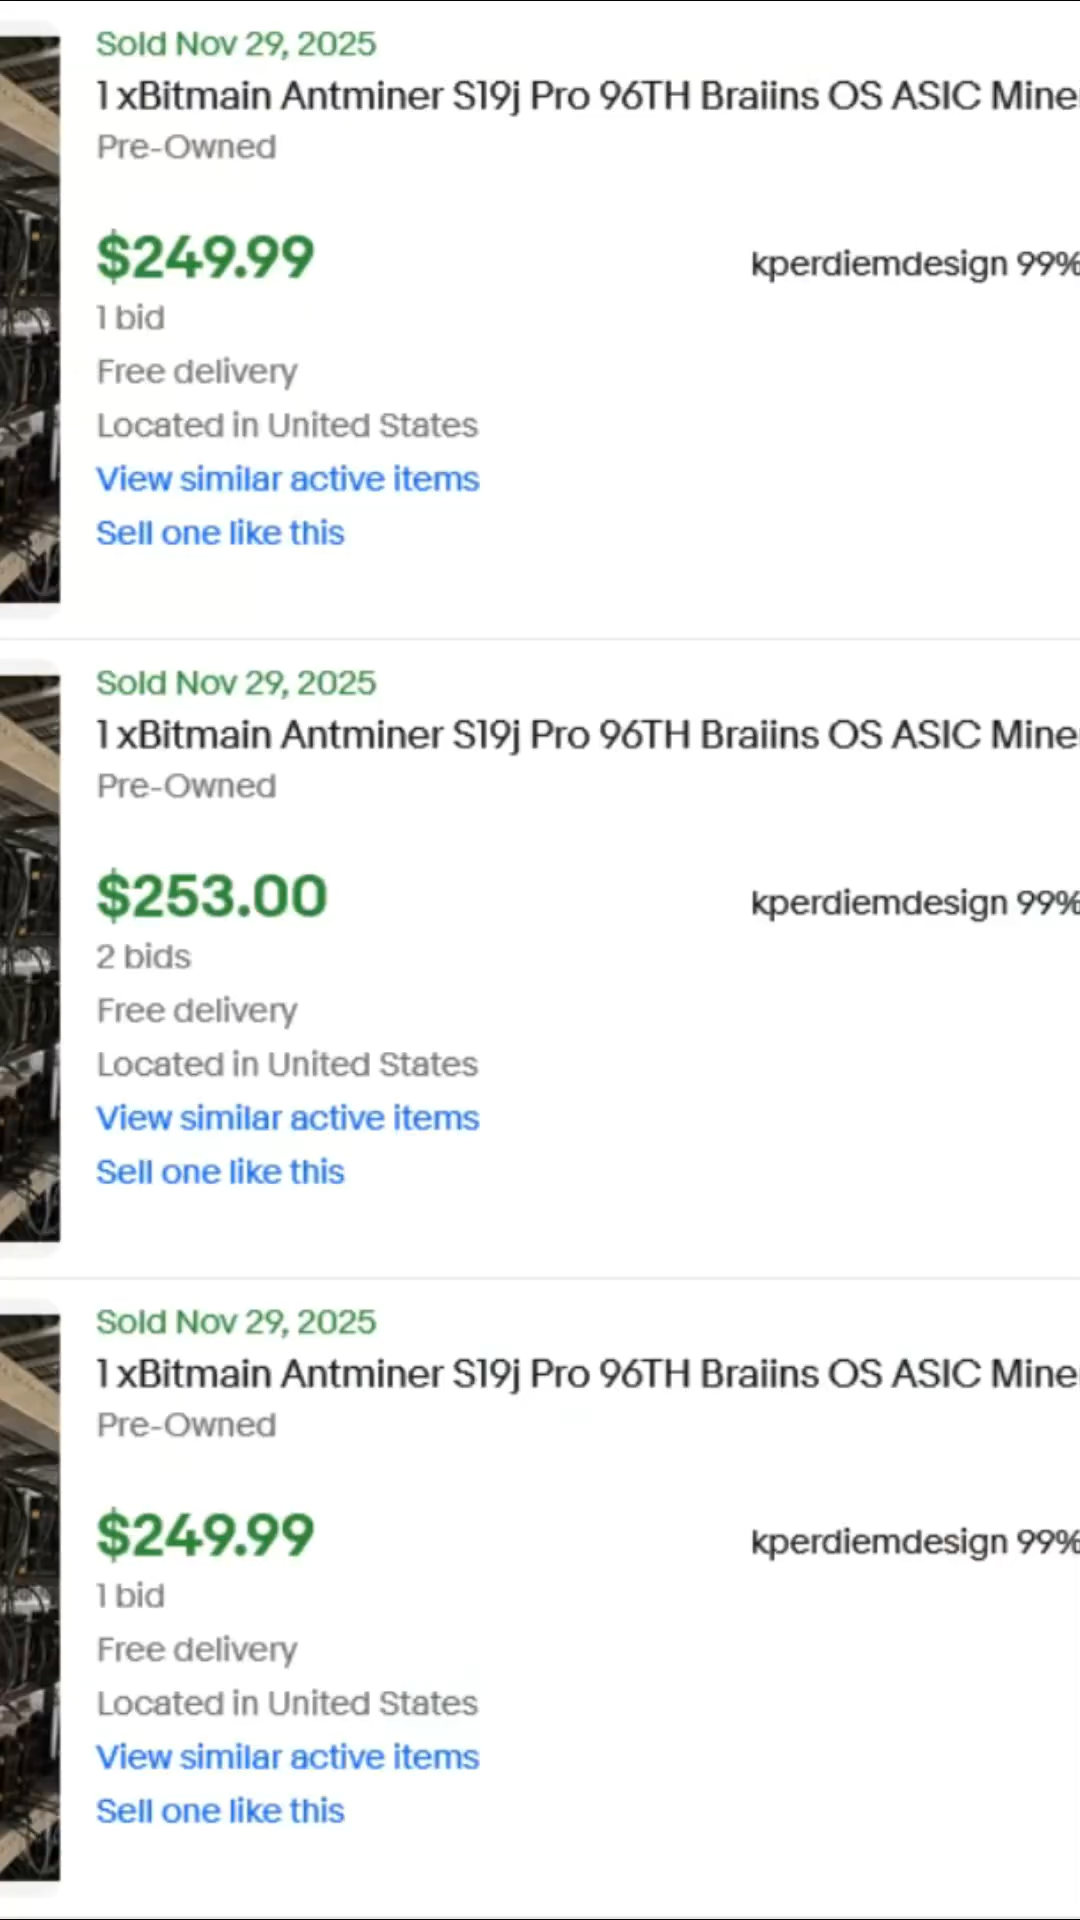 Sold Nov 29, 2025
1 xBitmain Antminer S19j Pro 96TH Braiins OS ASIC Mine
Pre-Owned
$249.99
kperdiemdesign 99%
1 bid
Free delivery
Located in United States
View similar active items
Sell one like this
Sold Nov 29, 2025
1 xBitmain Antminer S19j Pro 96TH Braiins OS ASIC Mine
Pre-Owned
$253.00
kperdiemdesign 99%
2 bids
Free delivery
Located in United States
View similar active items
Sell one like this
Sold Nov 29, 2025
1 xBitmain Antminer S19j Pro 96TH Braiins OS ASIC Mine
Pre-Owned
$249.99
kperdiemdesign 99%
1 bid
Free delivery
Located in United States
View similar active items
Sell one like this